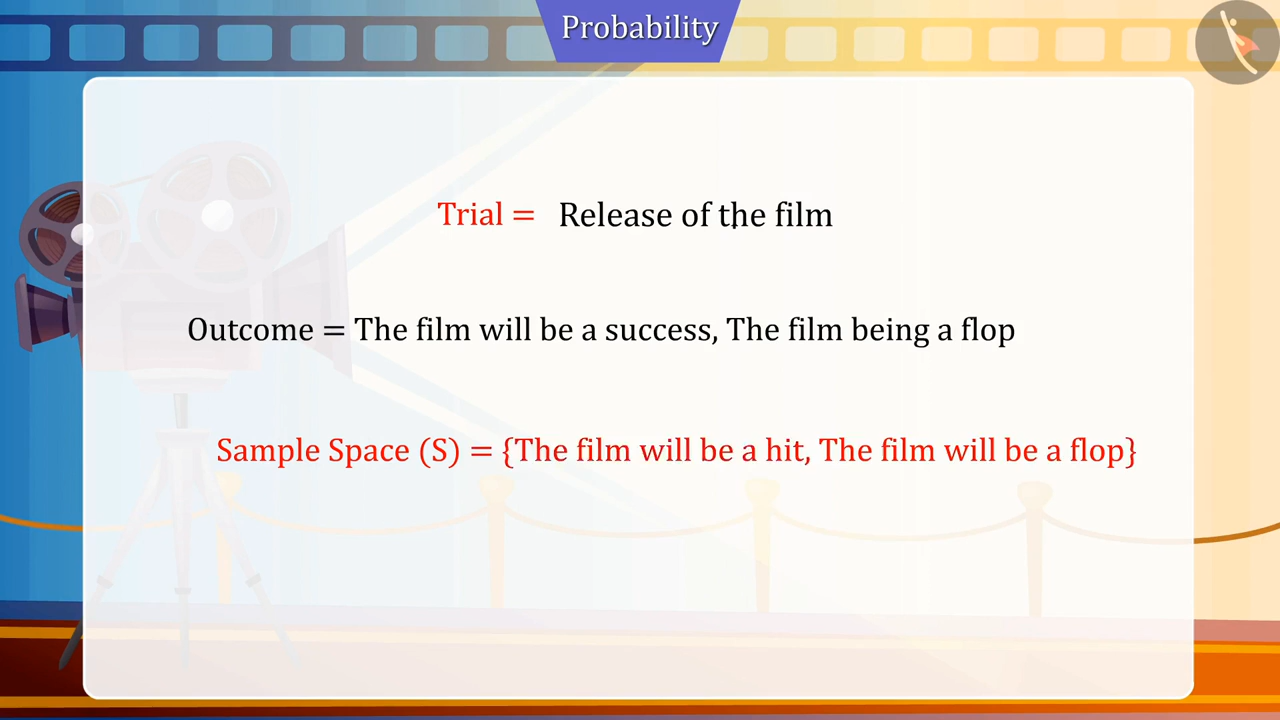 Probability
Trial = Release of the film
Outcome = The film will be a success, The film being a flop
Sample Space (S) = {The film will be a hit, The film will be a flop}